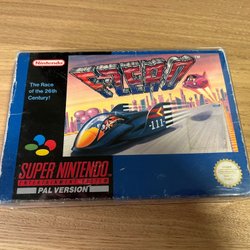 Nintendo
F-ZERO
The Race
of the 26th
Century!
SUPER NINTENDO
ENTERTAINMENT SYSTEM
PAL VERSION